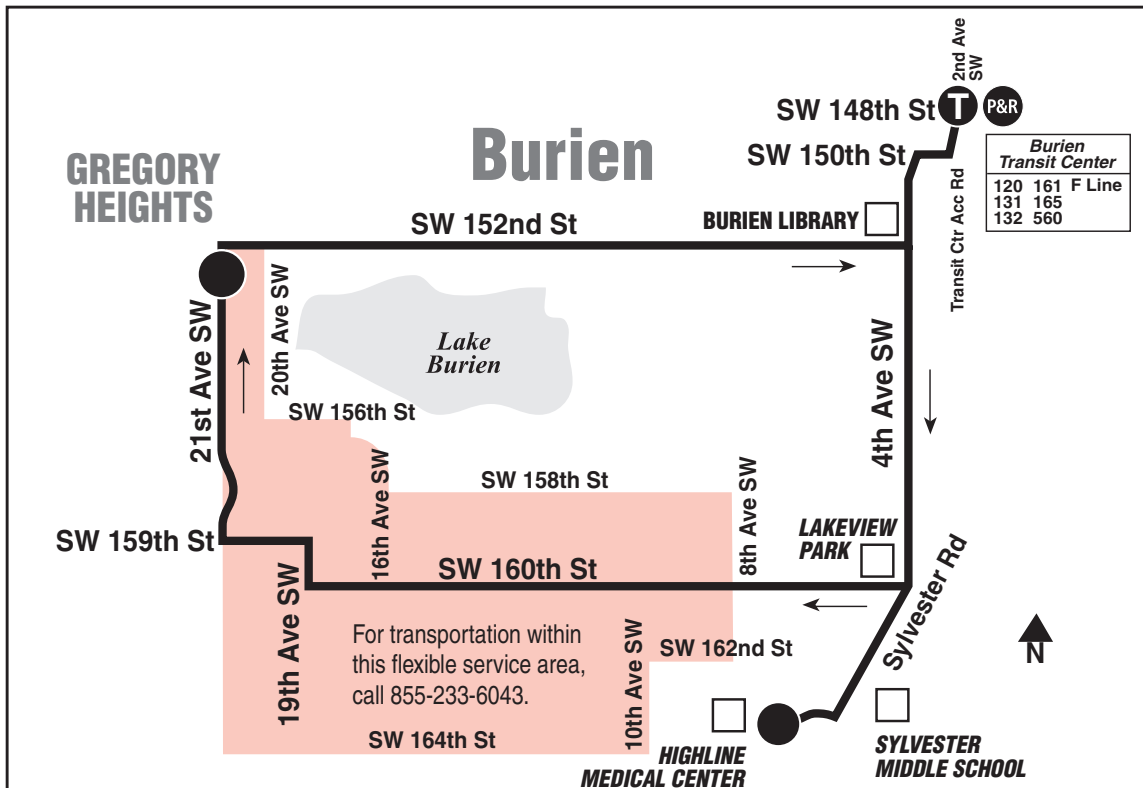 2nd Ave
SW
SW 148th St
T
P&R
SW 150th St
Burien
Transit Center
120 161 F Line
131 165
132 560
Burien
GREGORY
HEIGHTS
BURIEN LIBRARY
SW 152nd St
Transit Ctr Acc Rd
21st Ave SW
20th Ave SW
Lake
Burien
4th Ave SW
SW 156th St
16th Ave SW
SW 158th St
8th Ave SW
LAKEVIEW
PARK
SW 159th St
SW 160th St
Sylvester Rd
19th Ave SW
For transportation within
this flexible service area,
call 855-233-6043.
10th Ave SW
SW 162nd St
N
SW 164th St
HIGHLINE
MEDICAL CENTER
SYLVESTER
MIDDLE SCHOOL